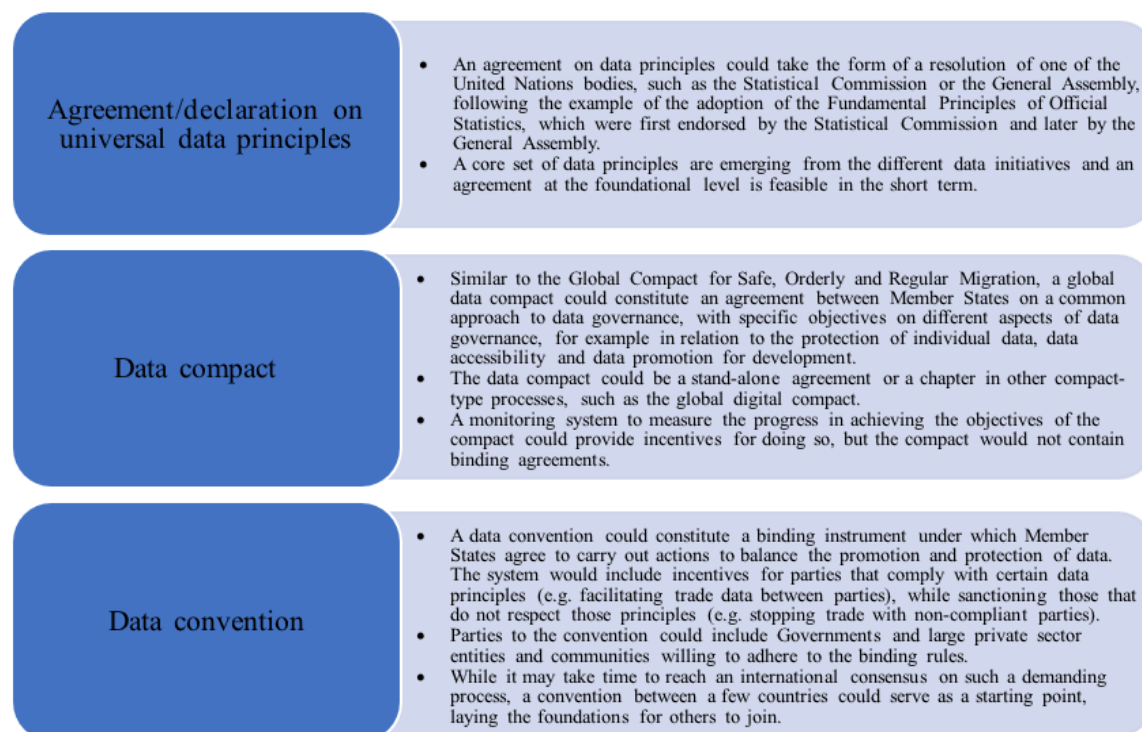 Agreement/declaration on
universal data principles
• An agreement on data principles could take the form of a resolution of one of the
United Nations bodies, such as the Statistical Commission or the General Assembly,
following the example of the adoption of the Fundamental Principles of Official
Statistics, which were first endorsed by the Statistical Commission and later by the
General Assembly.
• A core set of data principles are emerging from the different data initiatives and an
agreement at the foundational level is feasible in the short term.
Data compact
• Similar to the Global Compact for Safe, Orderly and Regular Migration, a global
data compact could constitute an agreement between Member States on a common
approach to data governance, with specific objectives on different aspects of data
governance, for example in relation to the protection of individual data, data
accessibility and data promotion for development.
• The data compact could be a stand-alone agreement or a chapter in other compact-
type processes, such as the global digital compact.
• A monitoring system to measure the progress in achieving the objectives of the
compact could provide incentives for doing so, but the compact would not contain
binding agreements.
Data convention
• A data convention could constitute a binding instrument under which Member
States agree to carry out actions to balance the promotion and protection of data.
The system would include incentives for parties that comply with certain data
principles (e.g. facilitating trade data between parties), while sanctioning those that
do not respect those principles (e.g. stopping trade with non-compliant parties).
• Parties to the convention could include Governments and large private sector
entities and communities willing to adhere to the binding rules.
• While it may take time to reach an international consensus on such a demanding
process, a convention between a few countries could serve as a starting point,
laying the foundations for others to join.